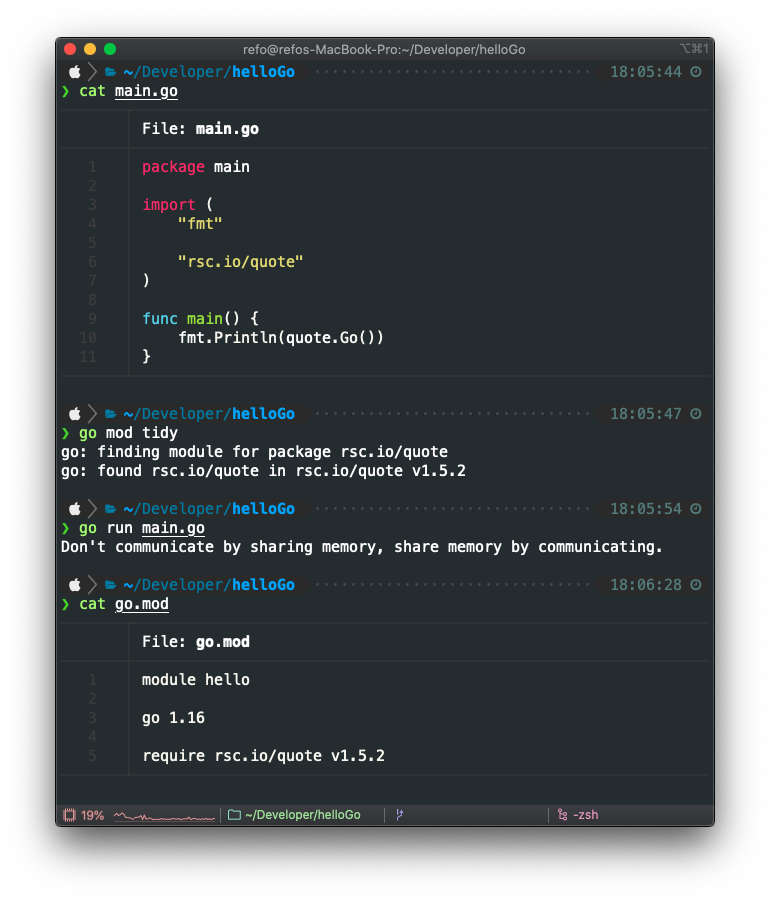 refo@refos-MacBook-Pro:~/Developer/helloGo ⌥⌘1
~/Developer/helloGo 18:05:44
❯ cat main.go
File: main.go
1 package main
2
3 import (
4 "fmt"
5
6 "rsc.io/quote"
7 )
8
9 func main() {
10 fmt.Println(quote.Go())
11 }
~/Developer/helloGo 18:05:47
❯ go mod tidy
go: finding module for package rsc.io/quote
go: found rsc.io/quote in rsc.io/quote v1.5.2
~/Developer/helloGo 18:05:54
❯ go run main.go
Don't communicate by sharing memory, share memory by communicating.
~/Developer/helloGo 18:06:28
❯ cat go.mod
File: go.mod
1 module hello
2
3 go 1.16
4
5 require rsc.io/quote v1.5.2
19% ~/Developer/helloGo -zsh